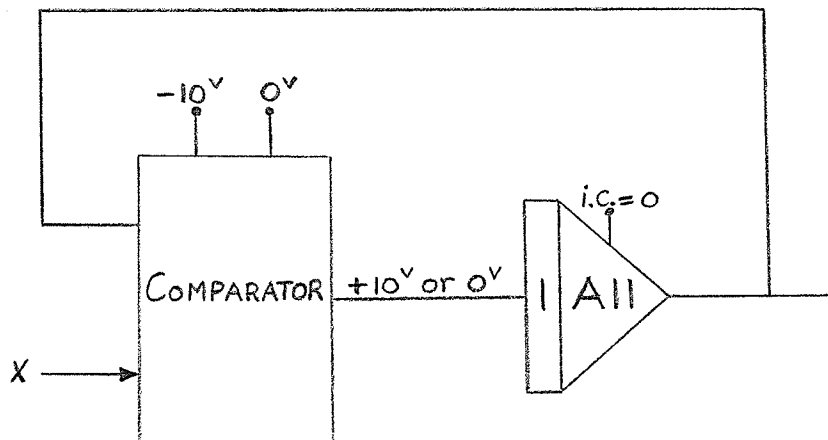 -10v 0v
i.c.=0
COMPARATOR
+10v or 0v
1
A11
X